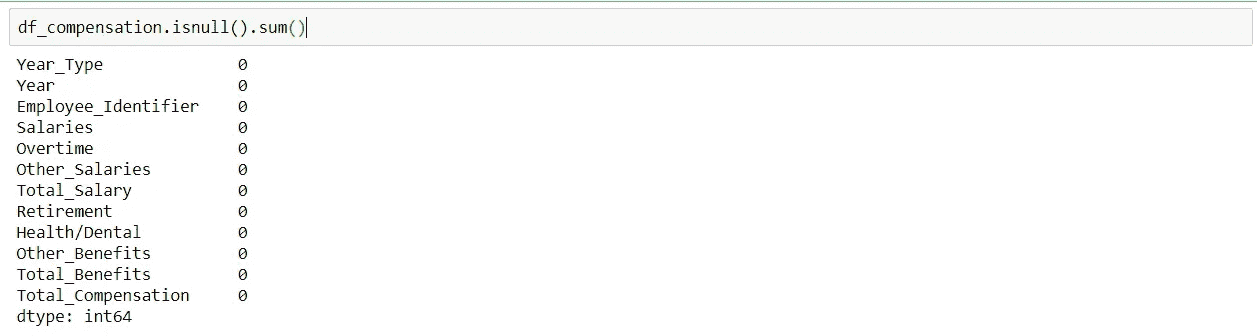 df_compensation.isnull().sum()
Year_Type 0
Year 0
Employee_Identifier 0
Salaries 0
Overtime 0
Other_Salaries 0
Total_Salary 0
Retirement 0
Health/Dental 0
Other_Benefits 0
Total_Benefits 0
Total_Compensation 0
dtype: int64